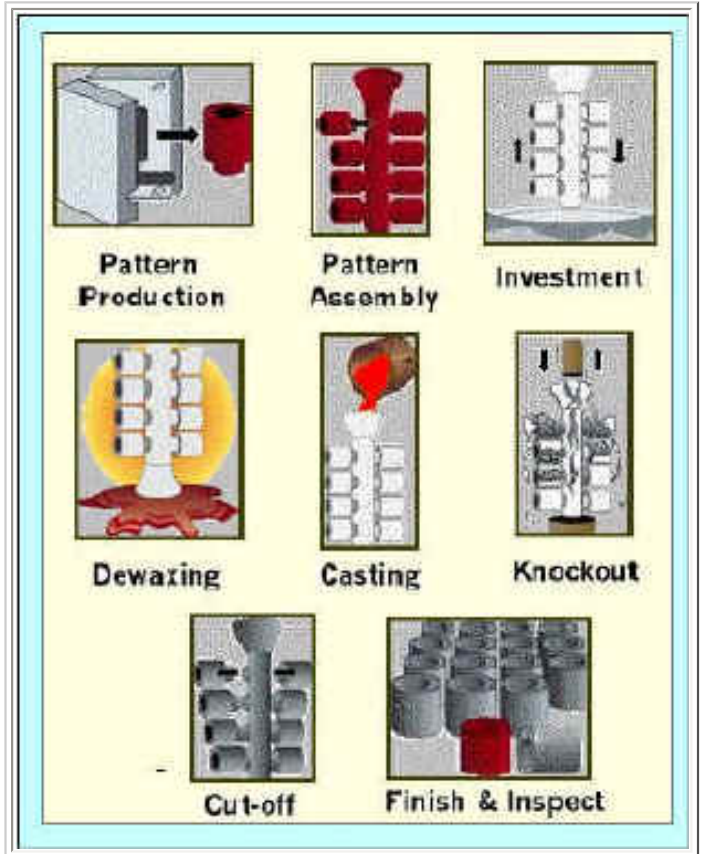 Pattern
Production
Pattern
Assembly
Investment
Dewaxing
Casting
Knockout
Cut-off
Finish & Inspect